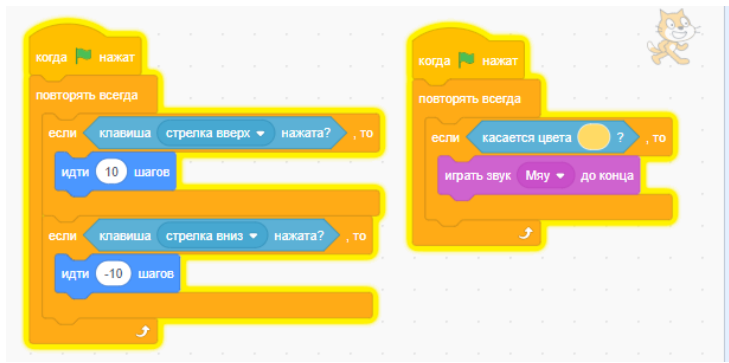 когда нажат
повторять всегда
если клавиша стрелка вверх нажата? , то
идти 10 шагов
если клавиша стрелка вниз нажата? , то
идти -10 шагов
когда нажат
повторять всегда
если касается цвета ? , то
играть звук Мяу до конца